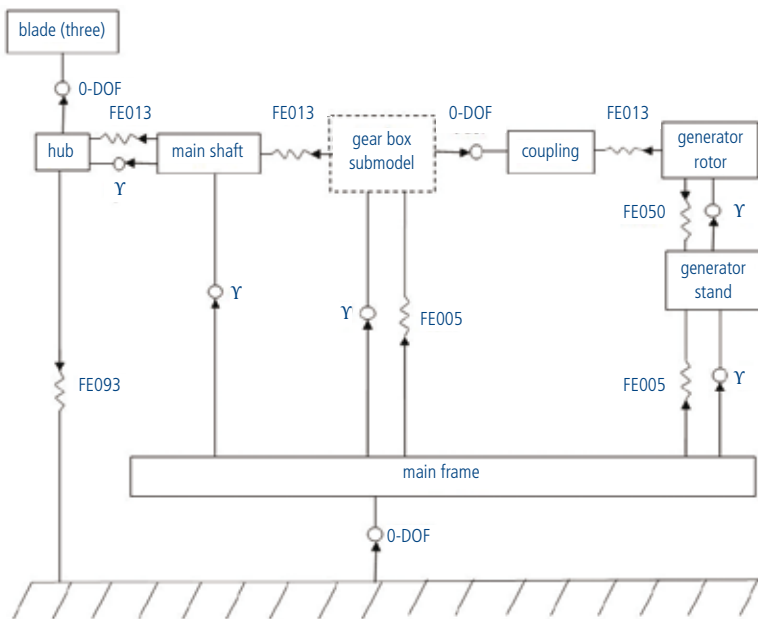 blade (three)
0-DOF
FE013
FE013
0-DOF
FE013
hub
main shaft
gear box
submodel
coupling
generator
rotor
ϒ
FE050
ϒ
generator
stand
ϒ
ϒ
FE005
FE093
FE005
ϒ
main frame
0-DOF